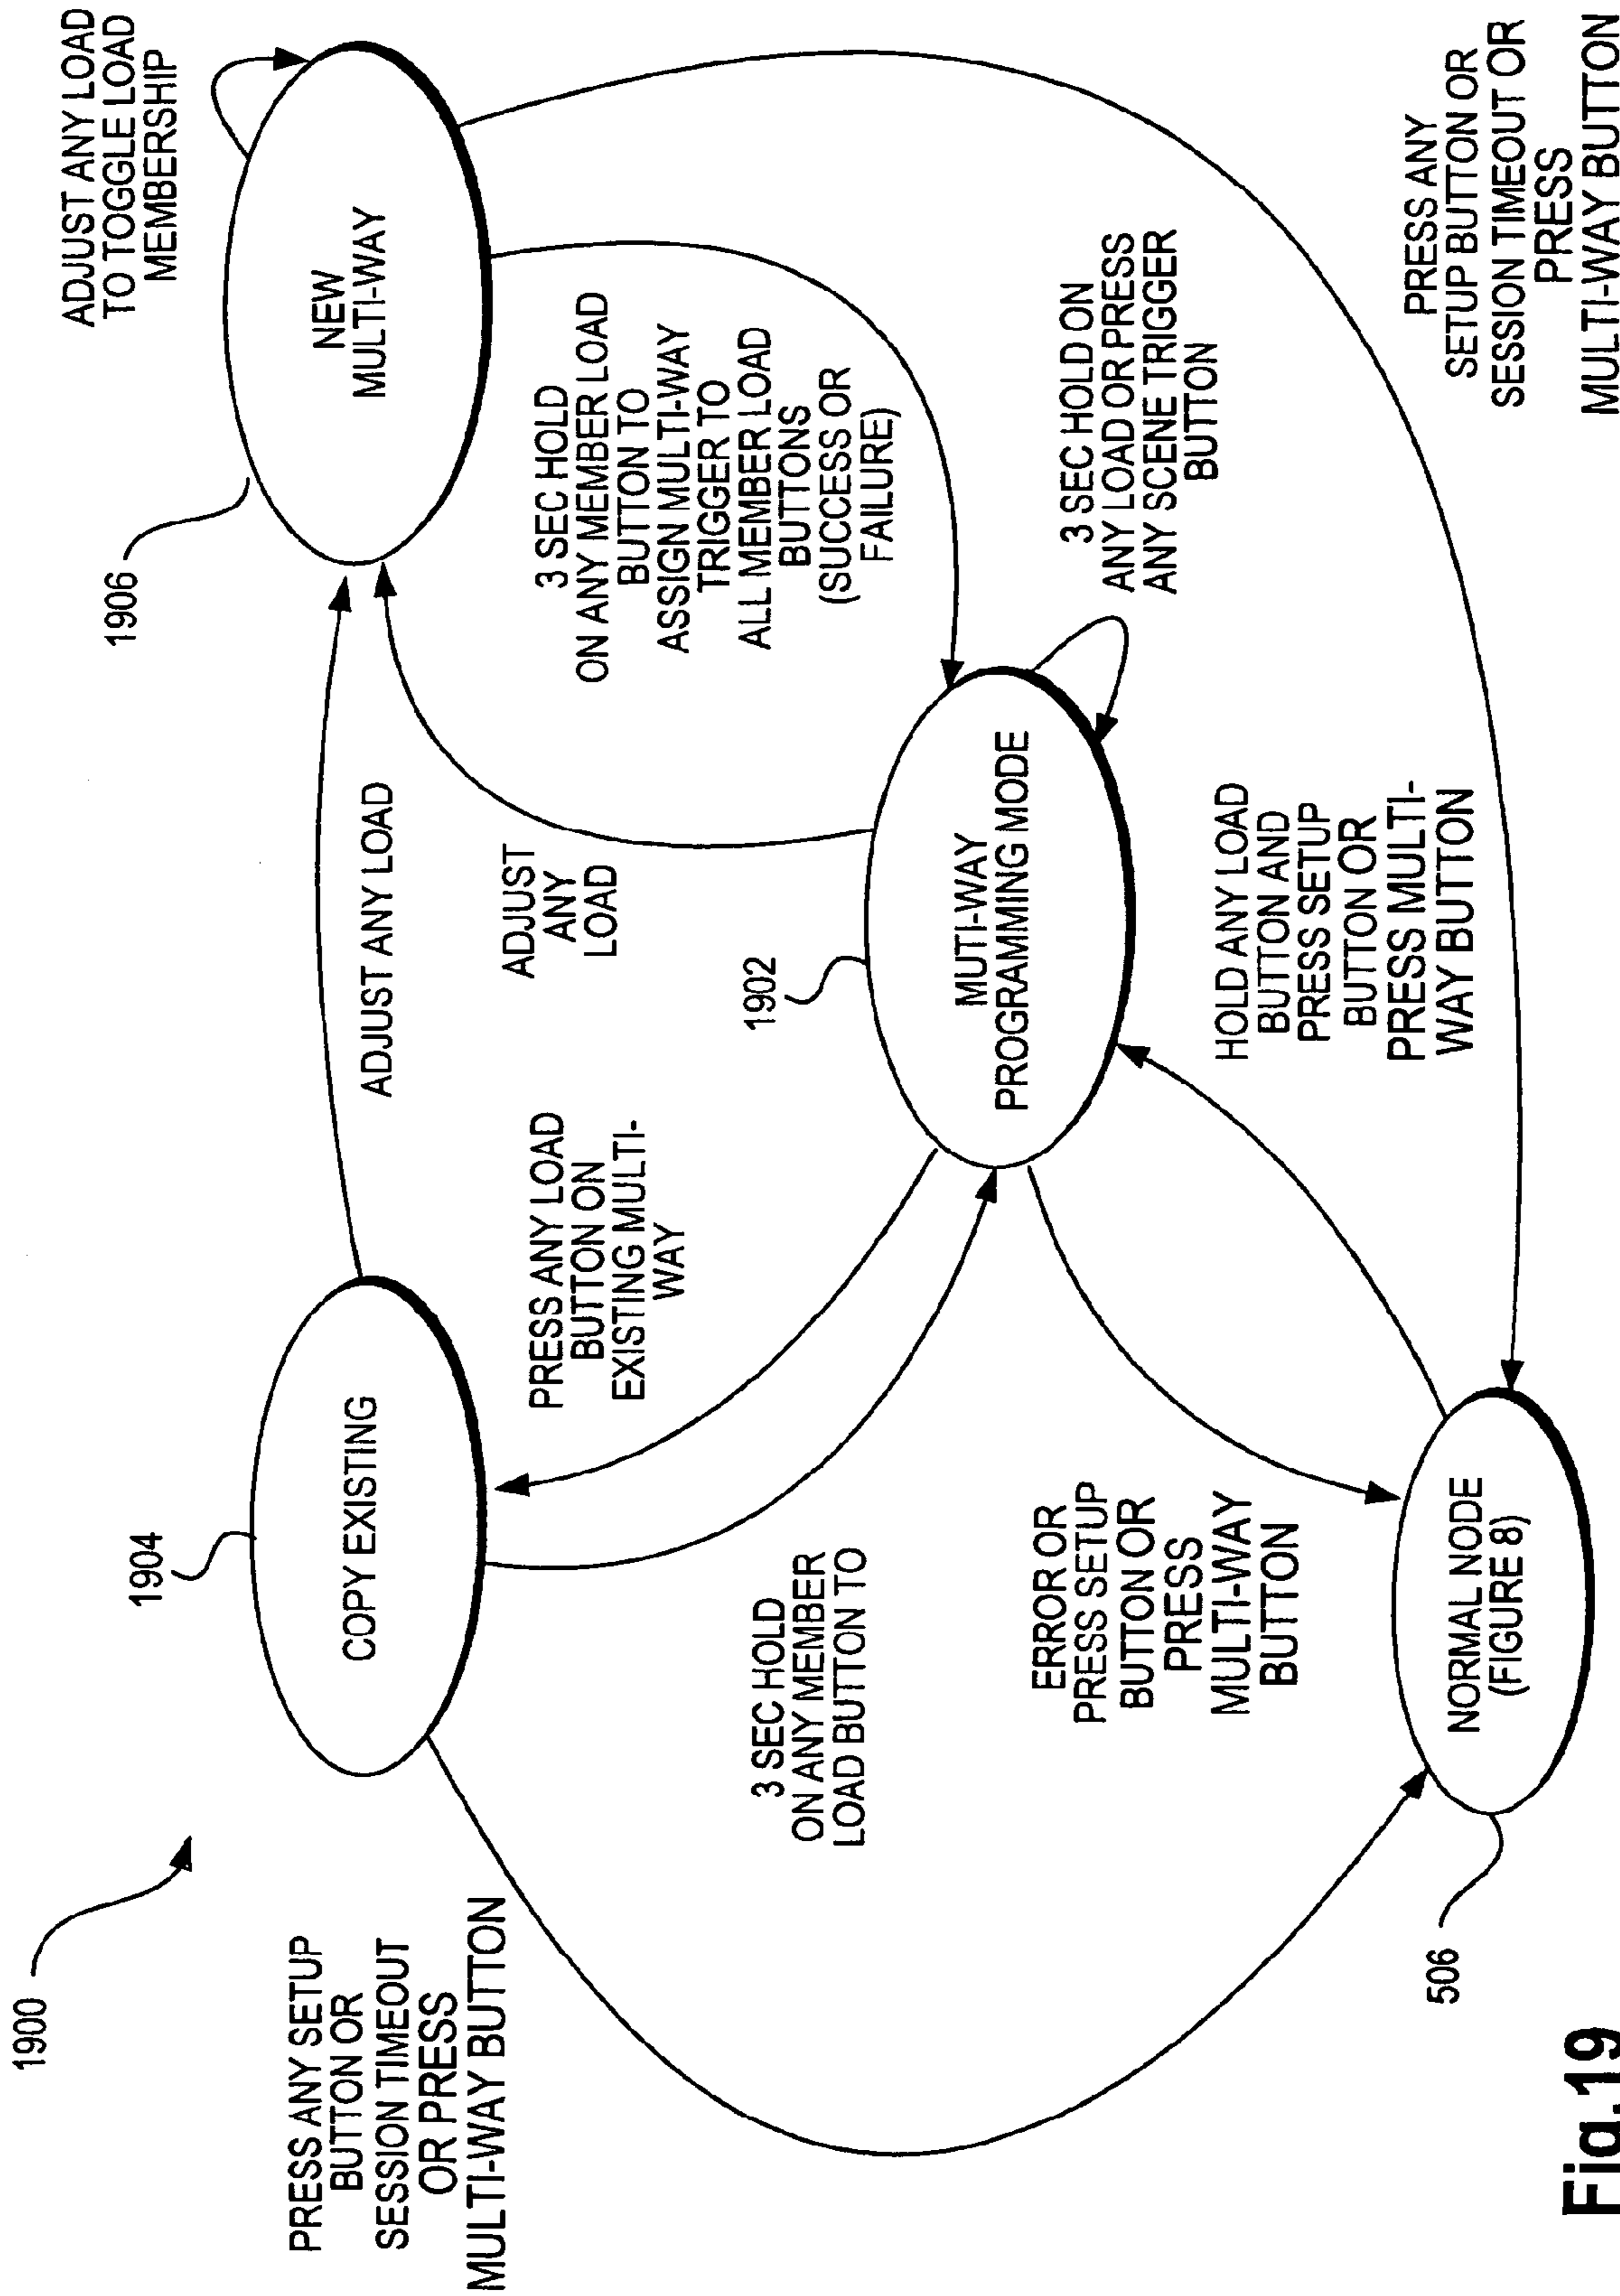 1900
PRESS ANY SETUP
BUTTON OR
SESSION TIMEOUT
OR PRESS
MULTI-WAY BUTTON
1904
COPY EXISTING
ADJUST ANY LOAD
1906
NEW
MULTI-WAY
ADJUST ANY LOAD
TO TOGGLE LOAD
MEMBERSHIP
PRESS ANY LOAD
BUTTON ON
EXISTING MULTI-
WAY
ADJUST
ANY
LOAD
3 SEC HOLD
ON ANY MEMBER LOAD
BUTTON TO
ASSIGN MULTI-WAY
TRIGGER TO
ALL MEMBER LOAD
BUTTONS
(SUCCESS OR
FAILURE)
3 SEC HOLD
ON ANY MEMBER
LOAD BUTTON TO
1902
MUTI-WAY
PROGRAMMING MODE
3 SEC HOLD ON
ANY LOAD OR PRESS
ANY SCENE TRIGGER
BUTTON
ERROR OR
PRESS SETUP
BUTTON OR
PRESS
MULTI-WAY
BUTTON
HOLD ANY LOAD
BUTTON AND
PRESS SETUP
BUTTON OR
PRESS MULTI-
WAY BUTTON
PRESS ANY
SETUP BUTTON OR
SESSION TIMEOUT OR
PRESS
MULTI-WAY BUTTON
506
NORMAL NODE
(FIGURE 8)
Fig.19